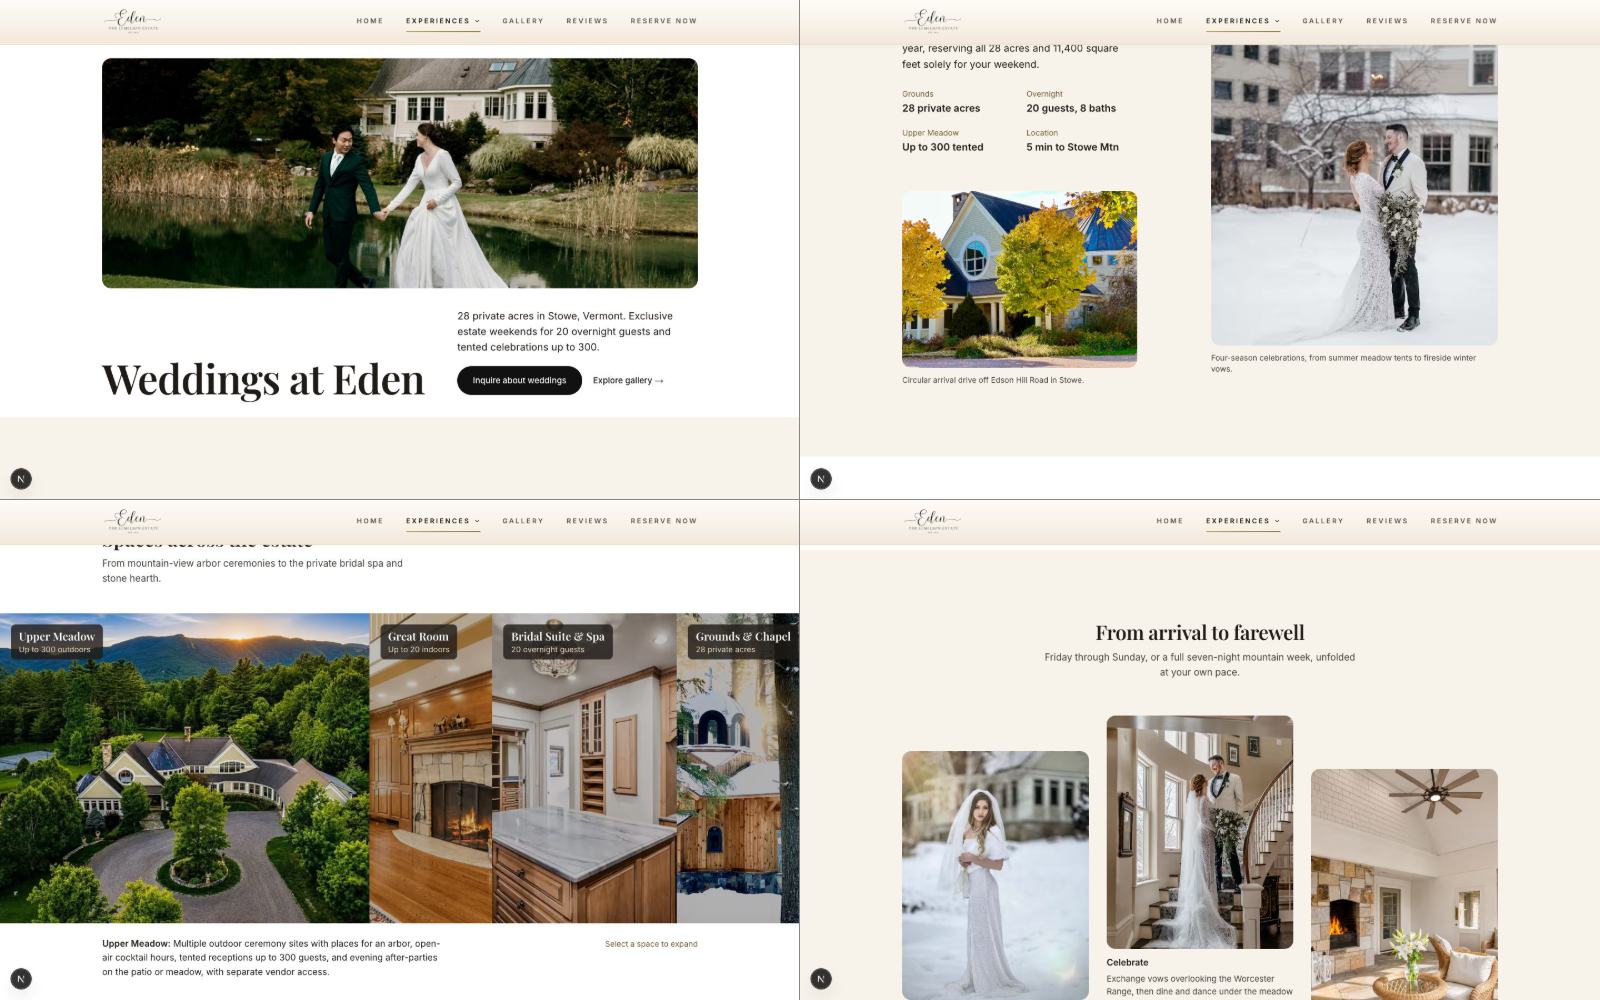 Eden
HOME EXPERIENCES GALLERY REVIEWS RESERVE NOW
28 private acres in Stowe, Vermont. Exclusive
estate weekends for 20 overnight guests and
tented celebrations up to 300.
Weddings at Eden
Inquire about weddings Explore gallery →
N
Eden
HOME EXPERIENCES GALLERY REVIEWS RESERVE NOW
year, reserving all 28 acres and 11,400 square
feet solely for your weekend.
Grounds
28 private acres
Overnight
20 guests, 8 baths
Upper Meadow
Up to 300 tented
Location
5 min to Stowe Mtn
Circular arrival drive off Edson Hill Road in Stowe.
Four-season celebrations, from summer meadow tents to fireside winter
vows.
N
Eden
HOME EXPERIENCES GALLERY REVIEWS RESERVE NOW
Spaces across the estate
From mountain-view arbor ceremonies to the private bridal spa and
stone hearth.
Upper Meadow
Up to 300 outdoors
Great Room
Up to 20 indoors
Bridal Suite & Spa
20 overnight guests
Grounds & Chapel
28 private acres
Upper Meadow: Multiple outdoor ceremony sites with places for an arbor, open-
air cocktail hours, tented receptions up to 300 guests, and evening after-parties
on the patio or meadow, with separate vendor access.
Select a space to expand
N
Eden
HOME EXPERIENCES GALLERY REVIEWS RESERVE NOW
From arrival to farewell
Friday through Sunday, or a full seven-night mountain week, unfolded
at your own pace.
Celebrate
Exchange vows overlooking the Worcester
Range, then dine and dance under the meadow
N